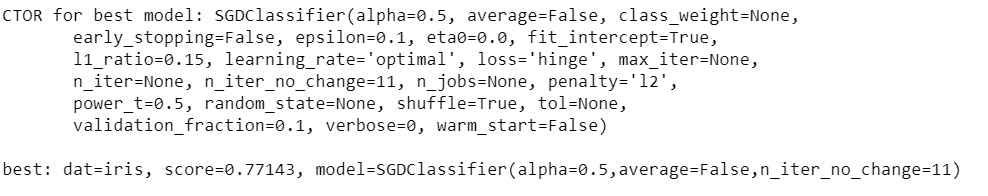 CTOR for best model: SGDClassifier(alpha=0.5, average=False, class_weight=None,
early_stopping=False, epsilon=0.1, eta0=0.0, fit_intercept=True,
l1_ratio=0.15, learning_rate='optimal', loss='hinge', max_iter=None,
n_iter=None, n_iter_no_change=11, n_jobs=None, penalty='l2',
power_t=0.5, random_state=None, shuffle=True, tol=None,
validation_fraction=0.1, verbose=0, warm_start=False)
best: dat=iris, score=0.77143, model=SGDClassifier(alpha=0.5,average=False,n_iter_no_change=11)